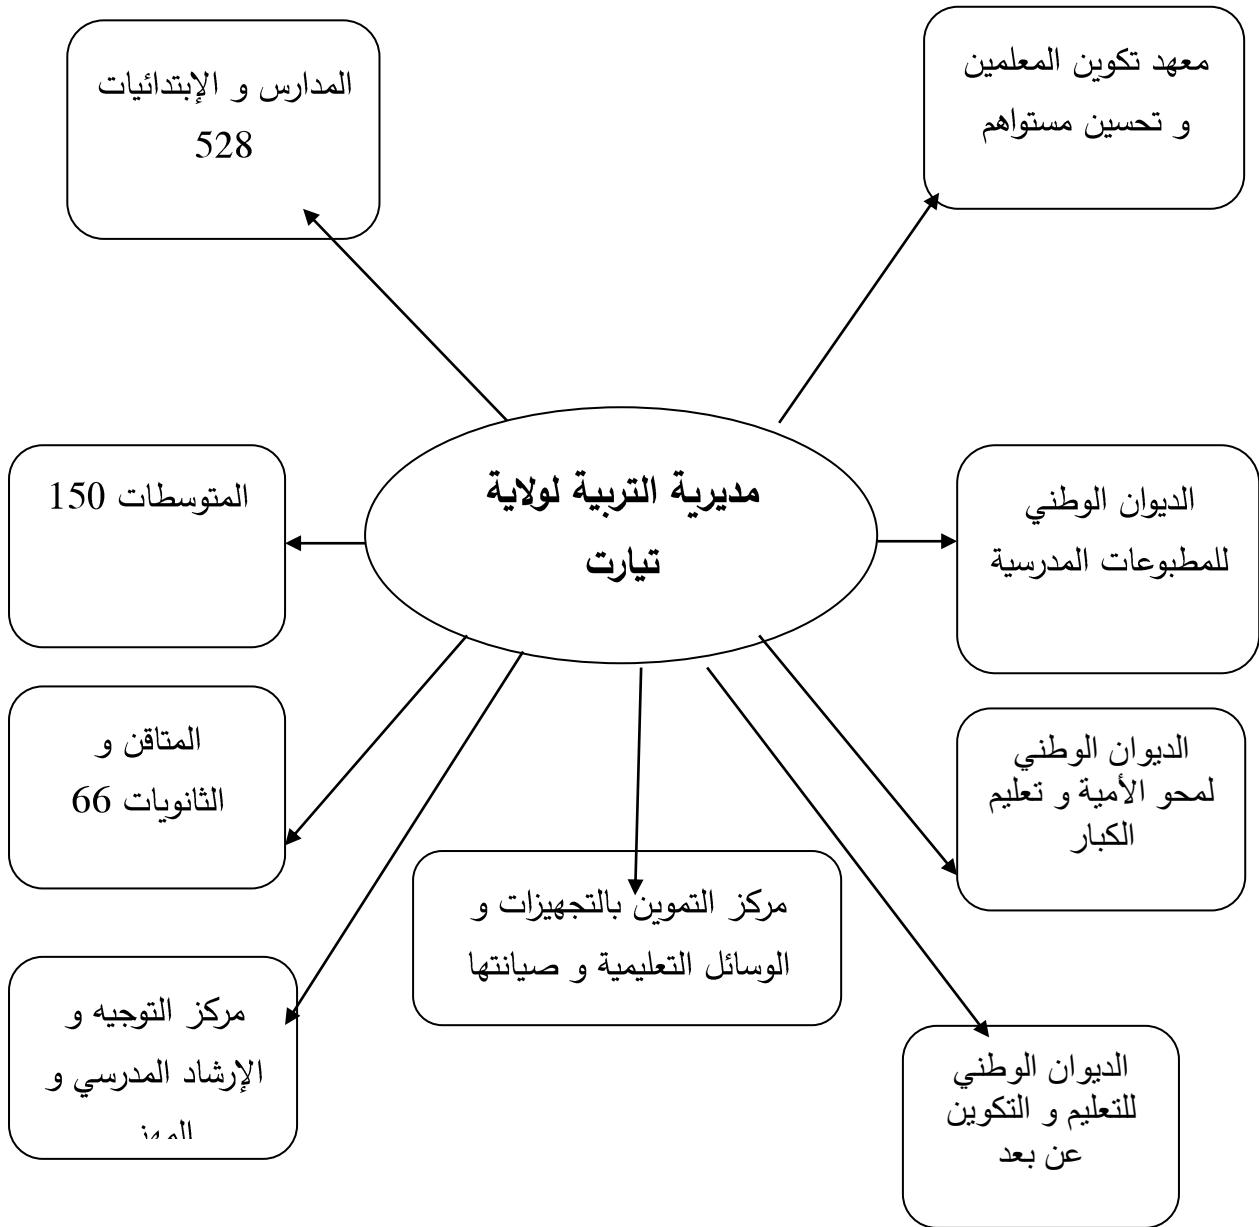 معهد تكوين المعلمين
و تحسين مستواهم
المدارس و الإبتدائيات
528
مديرية التربية لولاية
تيارت
الديوان الوطني
للمطبوعات المدرسية
المتوسطات 150
الديوان الوطني
لمحو الأمية و تعليم
الكبار
المتاقن و
الثانويات 66
مركز التموين بالتجهيزات و
الوسائل التعليمية و صيانتها
الديوان الوطني
للتعليم و التكوين
عن بعد
مركز التوجيه و
الإرشاد المدرسي و